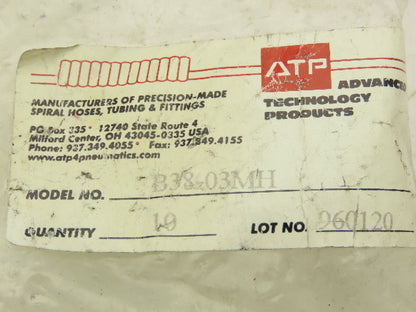 ATP
ADVANCE
TECHNOLOGY
PRODUCTS
MANUFACTURERS OF PRECISION-MADE
SPIRAL HOSES, TUBING & FITTINGS
PO Box 335 • 12740 State Route 4
Milford Center, OH 43045-0335 USA
Phone: 937.349.4055 • Fax: 937.349.4155
www.atp4pneumatics.com
MODEL NO. B38-03MH
QUANTITY 10 LOT NO. 960120